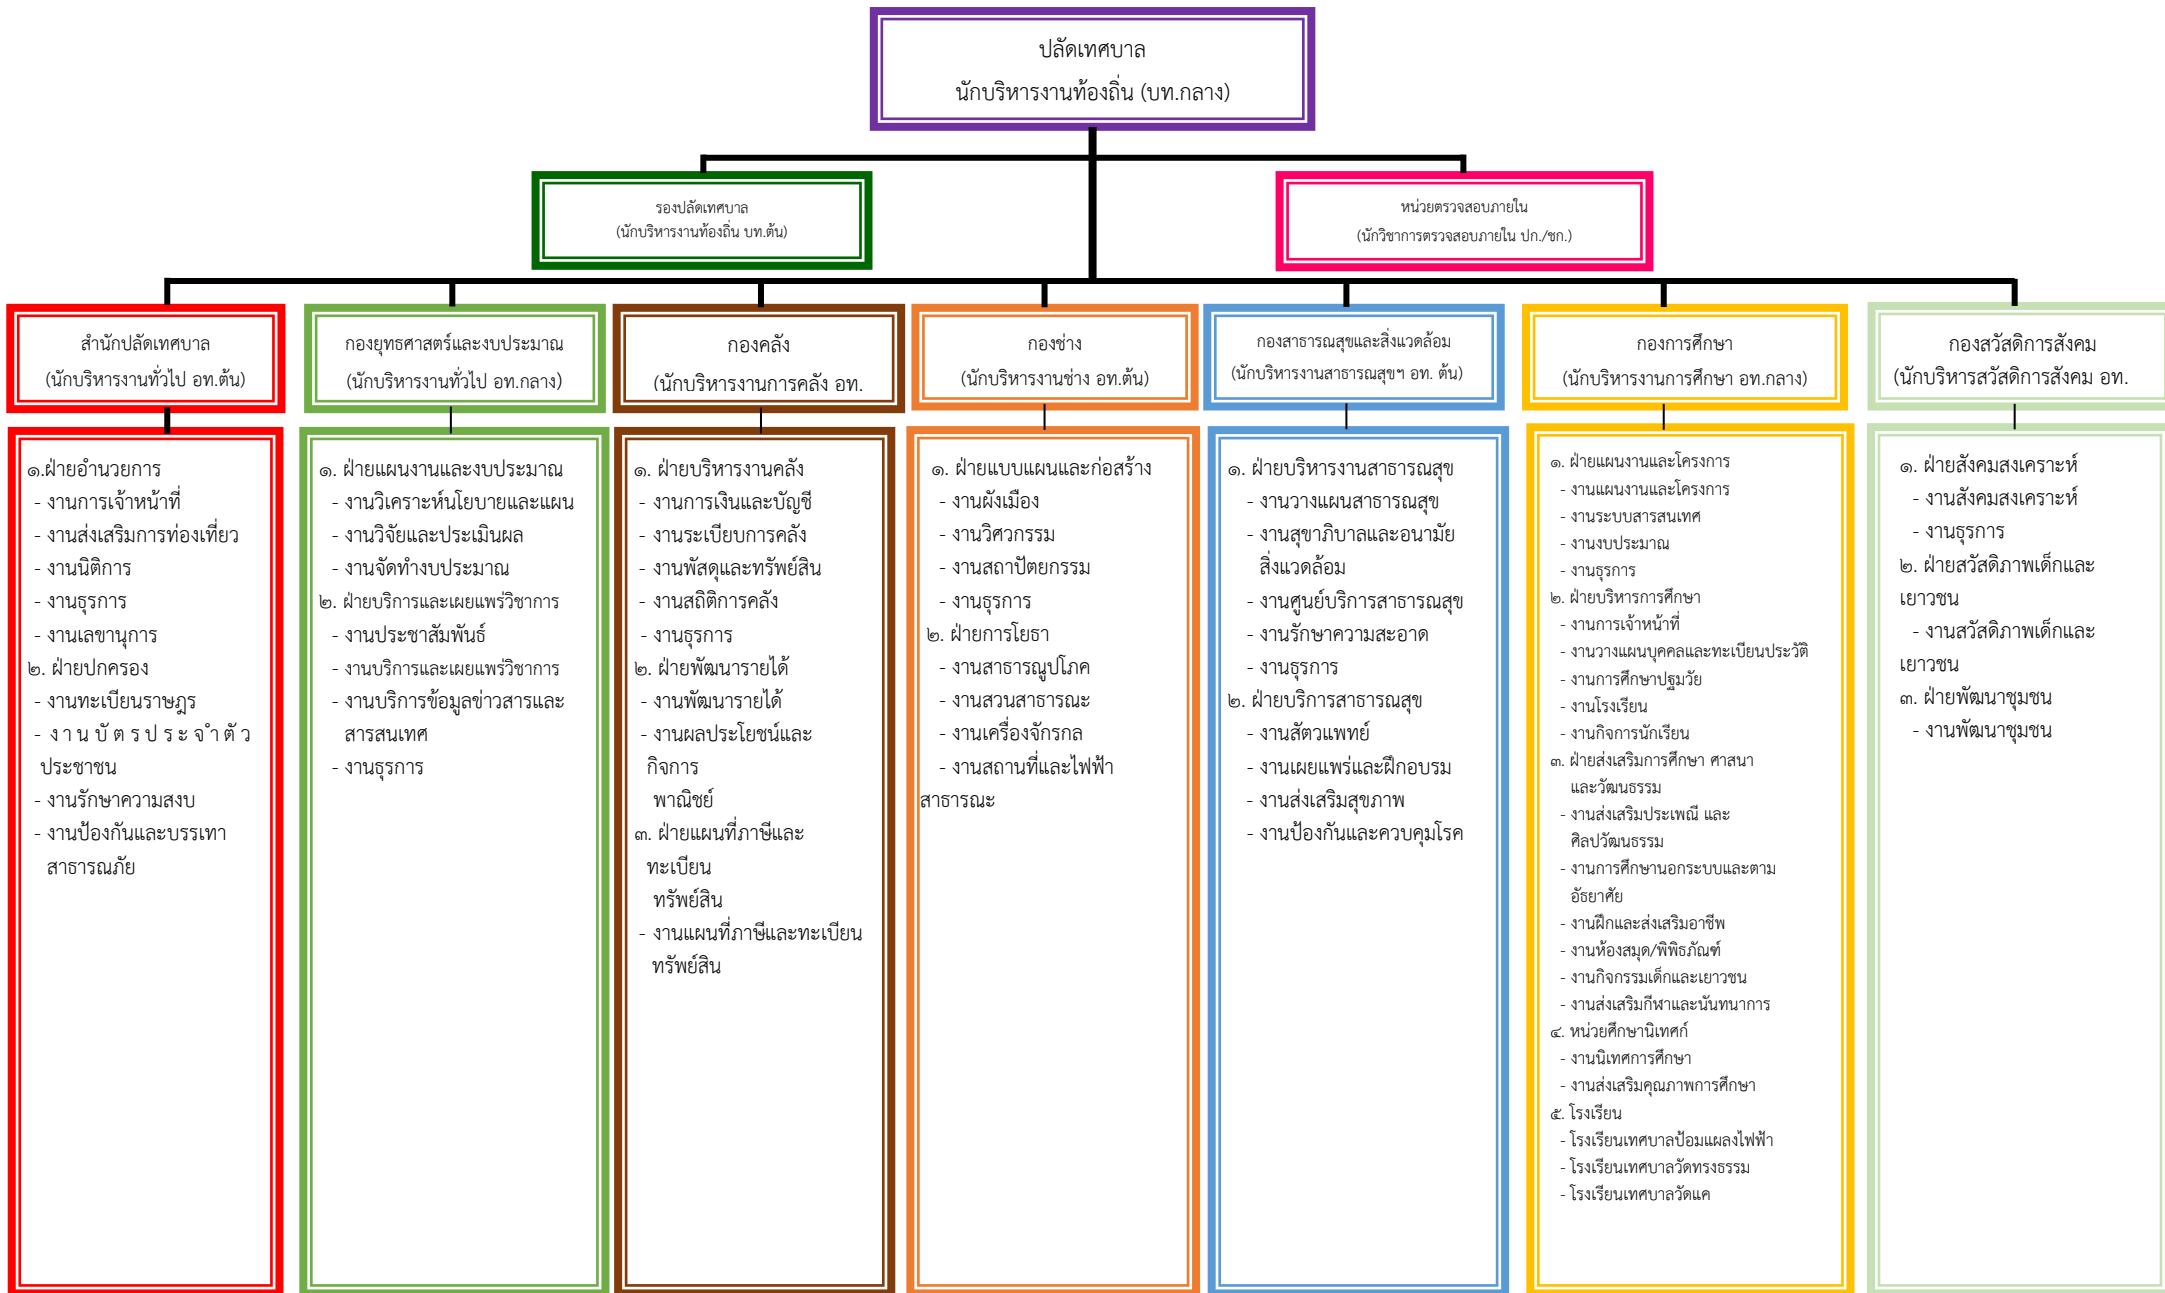 ปลัดเทศบาล
นักบริหารงานท้องถิ่น (บท.กลาง)
รองปลัดเทศบาล
(นักบริหารงานท้องถิ่น บท.ต้น)
หน่วยตรวจสอบภายใน
(นักวิชาการตรวจสอบภายใน ปก./ชก.)
สำนักปลัดเทศบาล
(นักบริหารงานทั่วไป อท.ต้น)
กองยุทธศาสตร์และงบประมาณ
(นักบริหารงานทั่วไป อท.กลาง)
กองคลัง
(นักบริหารงานการคลัง อท.
กองช่าง
(นักบริหารงานช่าง อท.ต้น)
กองสาธารณสุขและสิ่งแวดล้อม
(นักบริหารงานสาธารณสุขฯ อท. ต้น)
กองการศึกษา
(นักบริหารงานการศึกษา อท.กลาง)
กองสวัสดิการสังคม
(นักบริหารสวัสดิการสังคม อท.
๑.ฝ่ายอำนวยการ
- งานการเจ้าหน้าที่
- งานส่งเสริมการท่องเที่ยว
- งานนิติการ
- งานธุรการ
- งานเลขานุการ
๒. ฝ่ายปกครอง
- งานทะเบียนราษฎร
- ง า น บั ต ร ป ร ะ จ ำ ตั ว
ประชาชน
- งานรักษาความสงบ
- งานป้องกันและบรรเทา
สาธารณภัย
๑. ฝ่ายแผนงานและงบประมาณ
- งานวิเคราะห์นโยบายและแผน
- งานวิจัยและประเมินผล
- งานจัดทำงบประมาณ
๒. ฝ่ายบริการและเผยแพร่วิชาการ
- งานประชาสัมพันธ์
- งานบริการและเผยแพร่วิชาการ
- งานบริการข้อมูลข่าวสารและ
สารสนเทศ
- งานธุรการ
๑. ฝ่ายบริหารงานคลัง
- งานการเงินและบัญชี
- งานระเบียบการคลัง
- งานพัสดุและทรัพย์สิน
- งานสถิติการคลัง
- งานธุรการ
๒. ฝ่ายพัฒนารายได้
- งานพัฒนารายได้
- งานผลประโยชน์และ
กิจการ
พาณิชย์
๓. ฝ่ายแผนที่ภาษีและ
ทะเบียน
ทรัพย์สิน
- งานแผนที่ภาษีและทะเบียน
ทรัพย์สิน
๑. ฝ่ายแบบแผนและก่อสร้าง
- งานผังเมือง
- งานวิศวกรรม
- งานสถาปัตยกรรม
- งานธุรการ
๒. ฝ่ายการโยธา
- งานสาธารณูปโภค
- งานสวนสาธารณะ
- งานเครื่องจักรกล
- งานสถานที่และไฟฟ้า
สาธารณะ
๑. ฝ่ายบริหารงานสาธารณสุข
- งานวางแผนสาธารณสุข
- งานสุขาภิบาลและอนามัย
สิ่งแวดล้อม
- งานศูนย์บริการสาธารณสุข
- งานรักษาความสะอาด
- งานธุรการ
๒. ฝ่ายบริการสาธารณสุข
- งานสัตวแพทย์
- งานเผยแพร่และฝึกอบรม
- งานส่งเสริมสุขภาพ
- งานป้องกันและควบคุมโรค
๑. ฝ่ายแผนงานและโครงการ
- งานแผนงานและโครงการ
- งานระบบสารสนเทศ
- งานงบประมาณ
- งานธุรการ
๒. ฝ่ายบริหารการศึกษา
- งานการเจ้าหน้าที่
- งานวางแผนบุคคลและทะเบียนประวัติ
- งานการศึกษาปฐมวัย
- งานโรงเรียน
- งานกิจการนักเรียน
๓. ฝ่ายส่งเสริมการศึกษา ศาสนา
และวัฒนธรรม
- งานส่งเสริมประเพณี และ
ศิลปวัฒนธรรม
- งานการศึกษานอกระบบและตาม
อัธยาศัย
- งานฝึกและส่งเสริมอาชีพ
- งานห้องสมุด/พิพิธภัณฑ์
- งานกิจกรรมเด็กและเยาวชน
- งานส่งเสริมกีฬาและนันทนาการ
๔. หน่วยศึกษานิเทศก์
- งานนิเทศการศึกษา
- งานส่งเสริมคุณภาพการศึกษา
๕. โรงเรียน
- โรงเรียนเทศบาลป้อมแผลงไฟฟ้า
- โรงเรียนเทศบาลวัดทรงธรรม
- โรงเรียนเทศบาลวัดแค
๑. ฝ่ายสังคมสงเคราะห์
- งานสังคมสงเคราะห์
- งานธุรการ
๒. ฝ่ายสวัสดิภาพเด็กและ
เยาวชน
- งานสวัสดิภาพเด็กและ
เยาวชน
๓. ฝ่ายพัฒนาชุมชน
- งานพัฒนาชุมชน